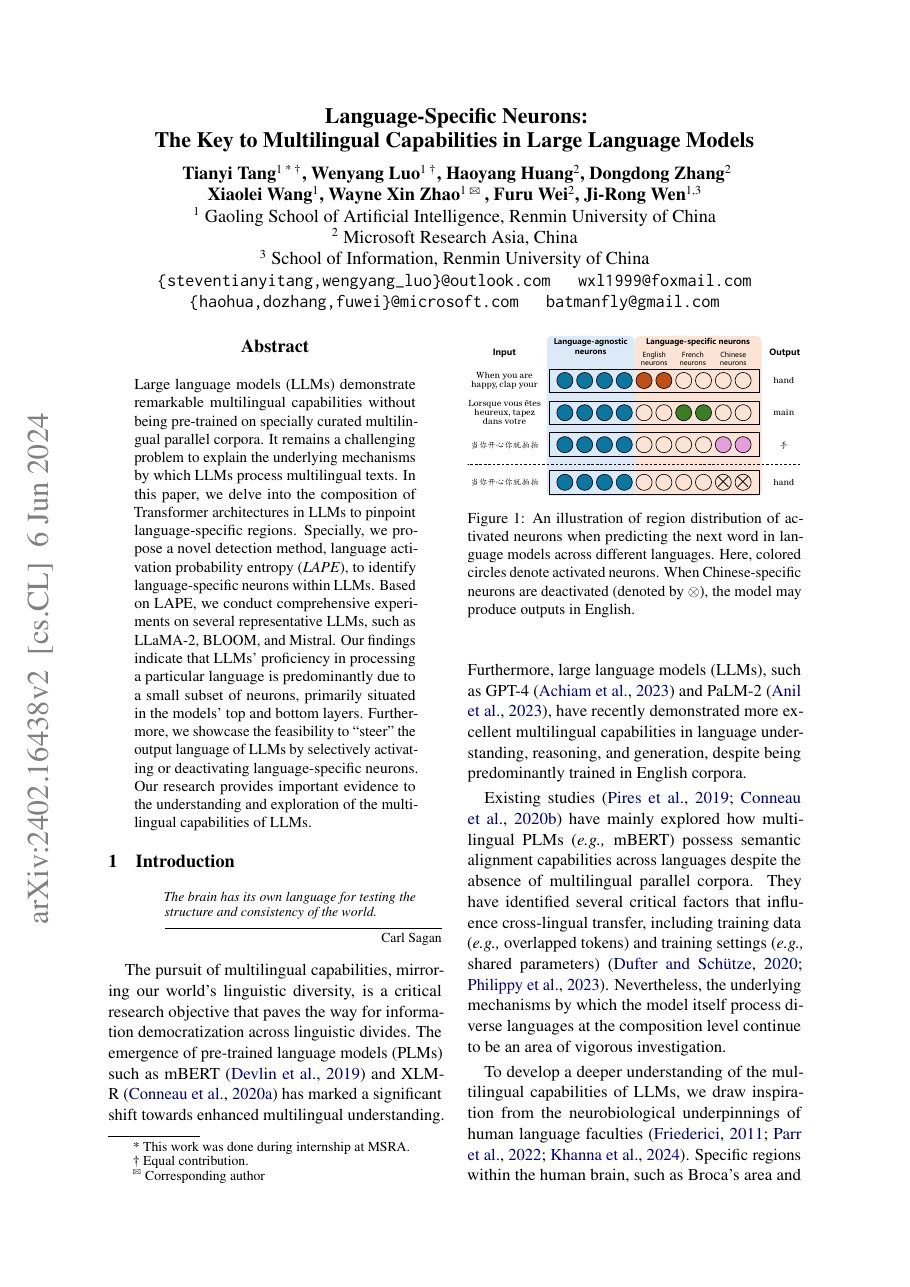 Language-Specific Neurons:
The Key to Multilingual Capabilities in Large Language Models
Tianyi Tang1 * †, Wenyang Luo1 †, Haoyang Huang2, Dongdong Zhang2
Xiaolei Wang1, Wayne Xin Zhao1 ✉, Furu Wei2, Ji-Rong Wen1,3
1 Gaoling School of Artificial Intelligence, Renmin University of China
2 Microsoft Research Asia, China
3 School of Information, Renmin University of China
{steventianyitang,wengyang_luo}@outlook.com wxl1999@foxmail.com
{haohua,dozhang,fuwei}@microsoft.com batmanfly@gmail.com
arXiv:2402.16438v2 [cs.CL] 6 Jun 2024
Abstract
Large language models (LLMs) demonstrate
remarkable multilingual capabilities without
being pre-trained on specially curated multilin-
gual parallel corpora. It remains a challenging
problem to explain the underlying mechanisms
by which LLMs process multilingual texts. In
this paper, we delve into the composition of
Transformer architectures in LLMs to pinpoint
language-specific regions. Specially, we pro-
pose a novel detection method, language acti-
vation probability entropy (LAPE), to identify
language-specific neurons within LLMs. Based
on LAPE, we conduct comprehensive experi-
ments on several representative LLMs, such as
LLaMA-2, BLOOM, and Mistral. Our findings
indicate that LLMs' proficiency in processing
a particular language is predominantly due to
a small subset of neurons, primarily situated
in the models' top and bottom layers. Further-
more, we showcase the feasibility to “steer” the
output language of LLMs by selectively activat-
ing or deactivating language-specific neurons.
Our research provides important evidence to
the understanding and exploration of the multi-
lingual capabilities of LLMs.
1 Introduction
The brain has its own language for testing the
structure and consistency of the world.
Carl Sagan
The pursuit of multilingual capabilities, mirror-
ing our world's linguistic diversity, is a critical
research objective that paves the way for informa-
tion democratization across linguistic divides. The
emergence of pre-trained language models (PLMs)
such as mBERT (Devlin et al., 2019) and XLM-
R (Conneau et al., 2020a) has marked a significant
shift towards enhanced multilingual understanding.
* This work was done during internship at MSRA.
† Equal contribution.
✉ Corresponding author
Input
Language-agnostic
neurons
Language-specific neurons
English
neurons
French
neurons
Chinese
neurons
Output
When you are
happy, clap your
hand
Lorsque vous êtes
heureux, tapez
dans votre
main
当你开心你就拍拍
手
当你开心你就拍拍
hand
Figure 1: An illustration of region distribution of ac-
tivated neurons when predicting the next word in lan-
guage models across different languages. Here, colored
circles denote activated neurons. When Chinese-specific
neurons are deactivated (denoted by ⊗), the model may
produce outputs in English.
Furthermore, large language models (LLMs), such
as GPT-4 (Achiam et al., 2023) and PaLM-2 (Anil
et al., 2023), have recently demonstrated more ex-
cellent multilingual capabilities in language under-
standing, reasoning, and generation, despite being
predominantly trained in English corpora.
Existing studies (Pires et al., 2019; Conneau
et al., 2020b) have mainly explored how multi-
lingual PLMs (e.g., mBERT) possess semantic
alignment capabilities across languages despite the
absence of multilingual parallel corpora. They
have identified several critical factors that influ-
ence cross-lingual transfer, including training data
(e.g., overlapped tokens) and training settings (e.g.,
shared parameters) (Dufter and Schütze, 2020;
Philippy et al., 2023). Nevertheless, the underlying
mechanisms by which the model itself process di-
verse languages at the composition level continue
to be an area of vigorous investigation.
To develop a deeper understanding of the mul-
tilingual capabilities of LLMs, we draw inspira-
tion from the neurobiological underpinnings of
human language faculties (Friederici, 2011; Parr
et al., 2022; Khanna et al., 2024). Specific regions
within the human brain, such as Broca's area and